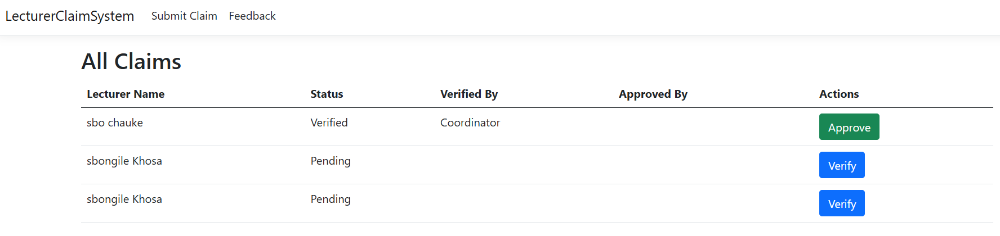 LecturerClaimSystem Submit Claim Feedback
All Claims
Lecturer Name Status Verified By Approved By Actions
sbo chauke Verified Coordinator Approve
sbongile Khosa Pending Verify
sbongile Khosa Pending Verify